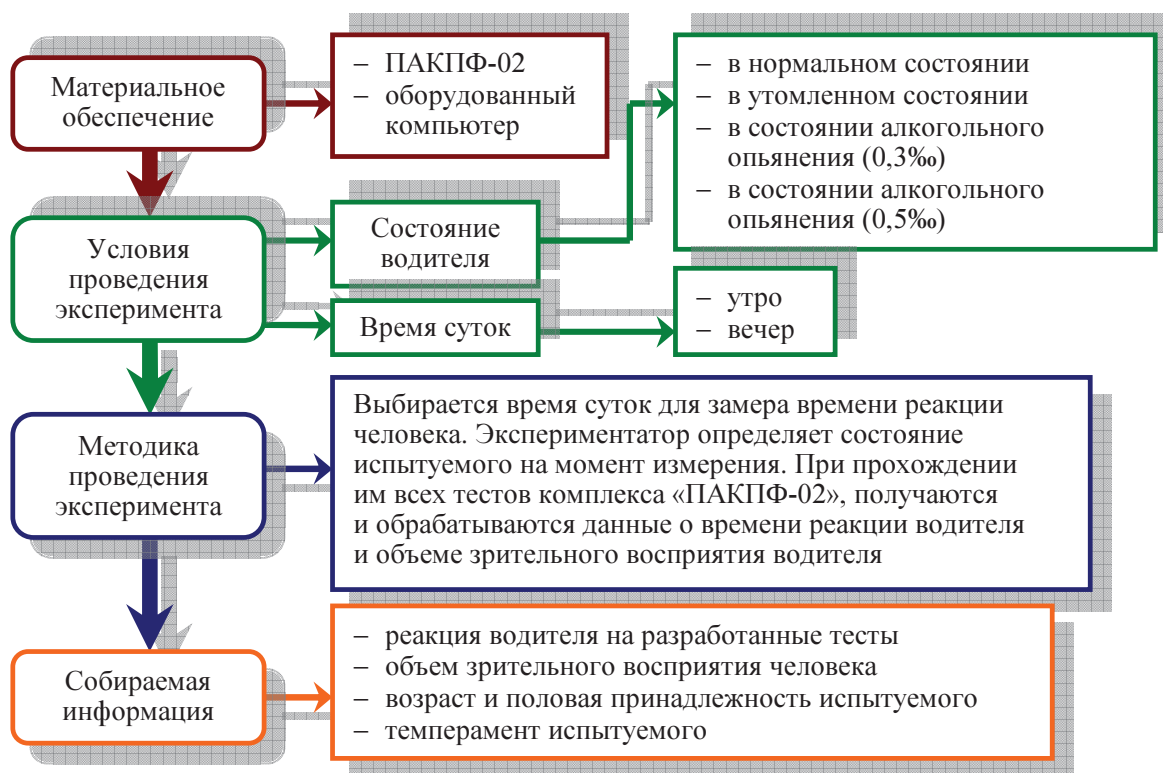 Материальное
обеспечение
– ПАКПФ-02
– оборудованный
компьютер
Условия
проведения
эксперимента
Состояние
водителя
– в нормальном состоянии
– в утомленном состоянии
– в состоянии алкогольного
опьянения (0,3‰)
– в состоянии алкогольного
опьянения (0,5‰)
Время суток
– утро
– вечер
Методика
проведения
эксперимента
Выбирается время суток для замера времени реакции
человека. Экспериментатор определяет состояние
испытуемого на момент измерения. При прохождении
им всех тестов комплекса «ПАКПФ-02», получаются
и обрабатываются данные о времени реакции водителя
и объеме зрительного восприятия водителя
Собираемая
информация
– реакция водителя на разработанные тесты
– объем зрительного восприятия человека
– возраст и половая принадлежность испытуемого
– темперамент испытуемого